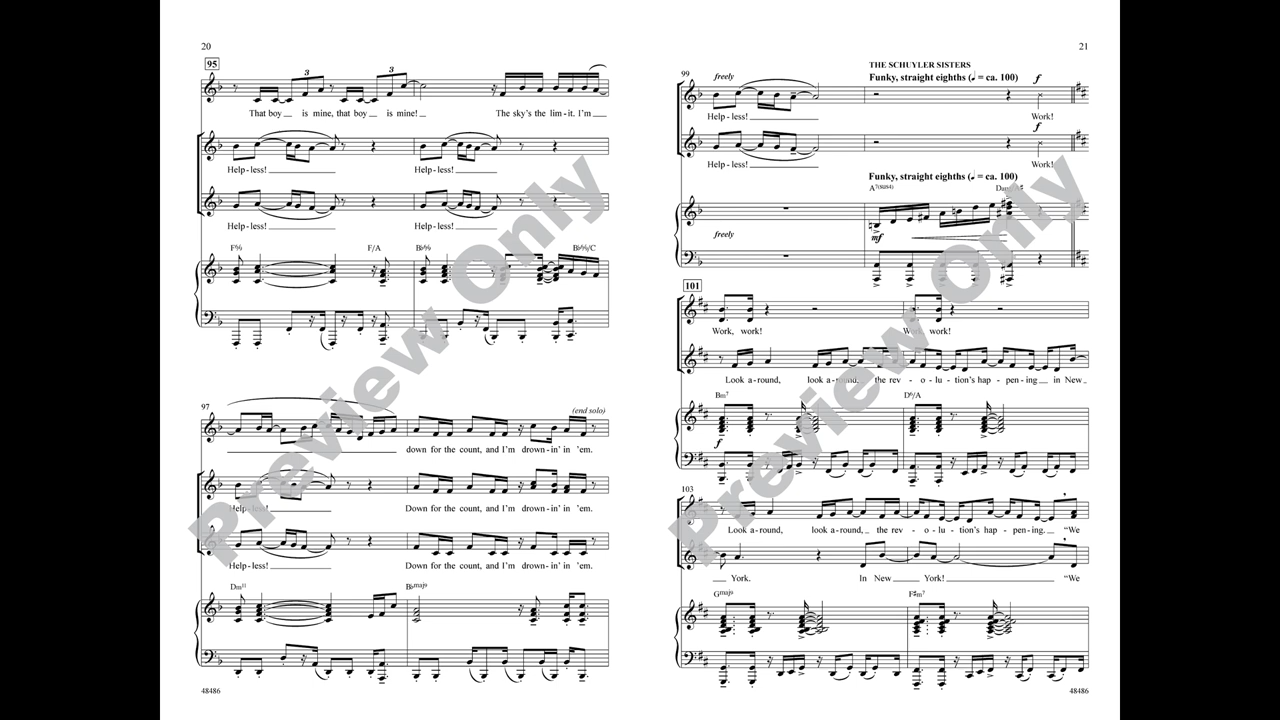 20
95
3 3
That boy is mine, that boy is mine! The sky's the lim - it. I'm
Help - less! Help - less!
Help - less! Help - less!
F⁶⁄₉ F/A B♭⁶⁄₉ B♭⁶⁄₉/C
97
(end solo)
down for the count, and I'm drown-in' in 'em.
Help - less! Down for the count, and I'm drown-in' in 'em.
Help - less! Down for the count, and I'm drown-in' in 'em.
Dm¹¹ B♭maj9
48486
Preview Only
21
THE SCHUYLER SISTERS
99 freely Funky, straight eighths (♩ = ca. 100) f
Help - less! Work!
f
Help - less! Work!
Funky, straight eighths (♩ = ca. 100)
A7(sus4)
freely
mf
101
Work, work! Work, work!
Look a-round, look a-round, the rev - o - lu - tion's hap - pen - ing in New
Bm7 D⁶/A
f
103
Look a-round, look a-round, the rev - o - lu - tion's hap - pen - ing. "We
York. In New York! "We
Gmaj9 F♯m7
48486
Preview Only